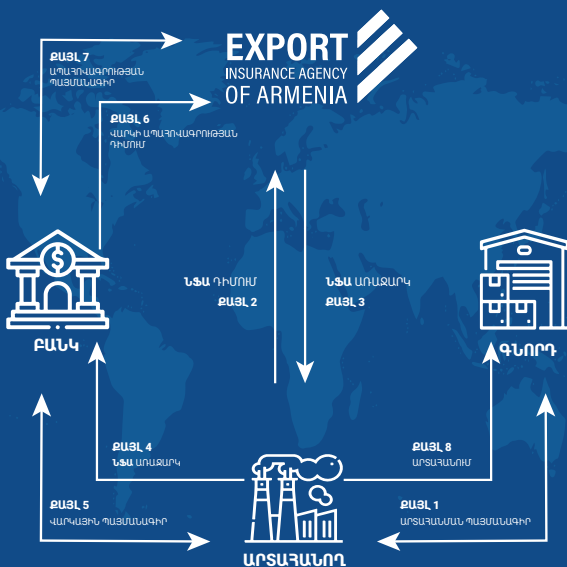 EXPORT
INSURANCE AGENCY
OF ARMENIA
ՔԱՅԼ 7
ԱՊԱՀՈՎԱԳՐՈՒԹՅԱՆ
ՊԱՅՄԱՆԱԳԻՐ
ՔԱՅԼ 6
ՎԱՐԿԻ ԱՊԱՀՈՎԱԳՐՈՒԹՅԱՆ
ԴԻՄՈՒՄ
ՆՖԱ ԴԻՄՈՒՄ
ՔԱՅԼ 2
ՆՖԱ ԱՌԱՋԱՐԿ
ՔԱՅԼ 3
ԲԱՆԿ
ԳՆՈՐԴ
ՔԱՅԼ 4
ՆՖԱ ԱՌԱՋԱՐԿ
ՔԱՅԼ 8
ԱՐՏԱՀԱՆՈՒՄ
ՔԱՅԼ 5
ՎԱՐԿԱՅԻՆ ՊԱՅՄԱՆԱԳԻՐ
ՔԱՅԼ 1
ԱՐՏԱՀԱՆՄԱՆ ՊԱՅՄԱՆԱԳԻՐ
ԱՐՏԱՀԱՆՈՂ